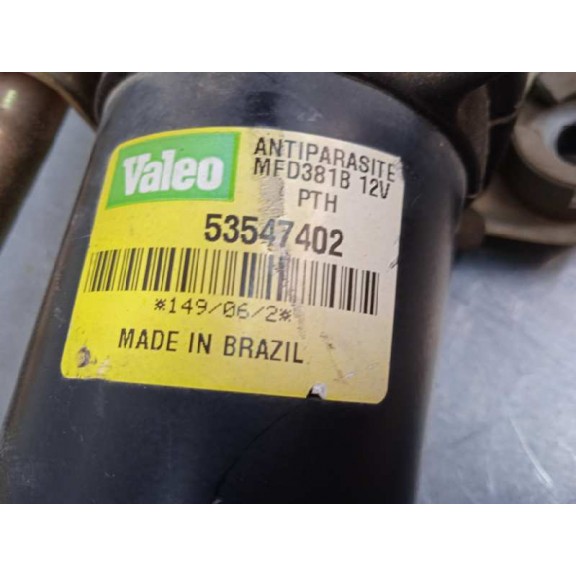 Valeo
ANTIPARASITE
MFD381B 12V
PTH
53547402
*149/06/2*
MADE IN BRAZIL